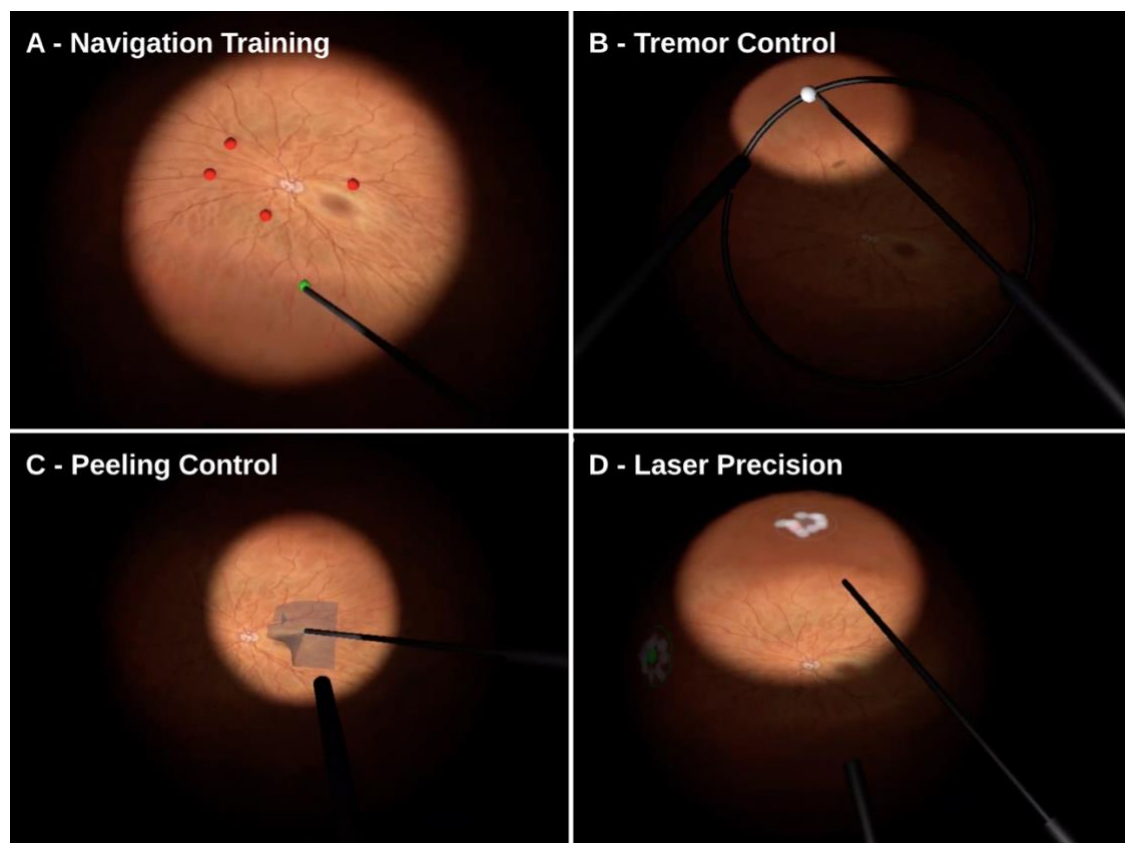 A - Navigation Training
B - Tremor Control
C - Peeling Control
D - Laser Precision